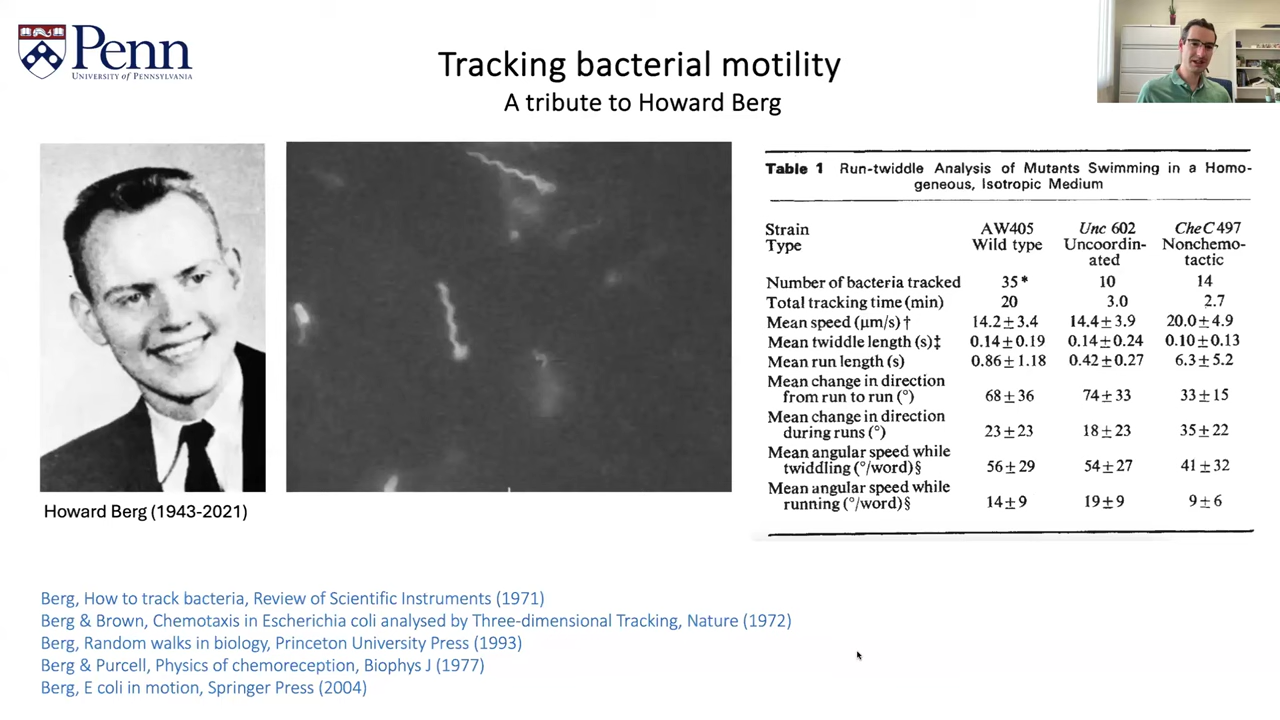 Penn
UNIVERSITY OF PENNSYLVANIA
Tracking bacterial motility
A tribute to Howard Berg
Howard Berg (1943-2021)
Table 1 Run-twiddle Analysis of Mutants Swimming in a Homo-
geneous, Isotropic Medium
Strain AW405 Unc 602 CheC 497
Type Wild type Uncoordin- Nonchemo-
ated tactic
Number of bacteria tracked 35* 10 14
Total tracking time (min) 20 3.0 2.7
Mean speed (μm/s)† 14.2±3.4 14.4±3.9 20.0±4.9
Mean twiddle length (s)‡ 0.14±0.19 0.14±0.24 0.10±0.13
Mean run length (s) 0.86±1.18 0.42±0.27 6.3±5.2
Mean change in direction
from run to run (°) 68±36 74±33 33±15
Mean change in direction
during runs (°) 23±23 18±23 35±22
Mean angular speed while
twiddling (°/word)§ 56±29 54±27 41±32
Mean angular speed while
running (°/word)§ 14±9 19±9 9±6
Berg, How to track bacteria, Review of Scientific Instruments (1971)
Berg & Brown, Chemotaxis in Escherichia coli analysed by Three-dimensional Tracking, Nature (1972)
Berg, Random walks in biology, Princeton University Press (1993)
Berg & Purcell, Physics of chemoreception, Biophys J (1977)
Berg, E coli in motion, Springer Press (2004)